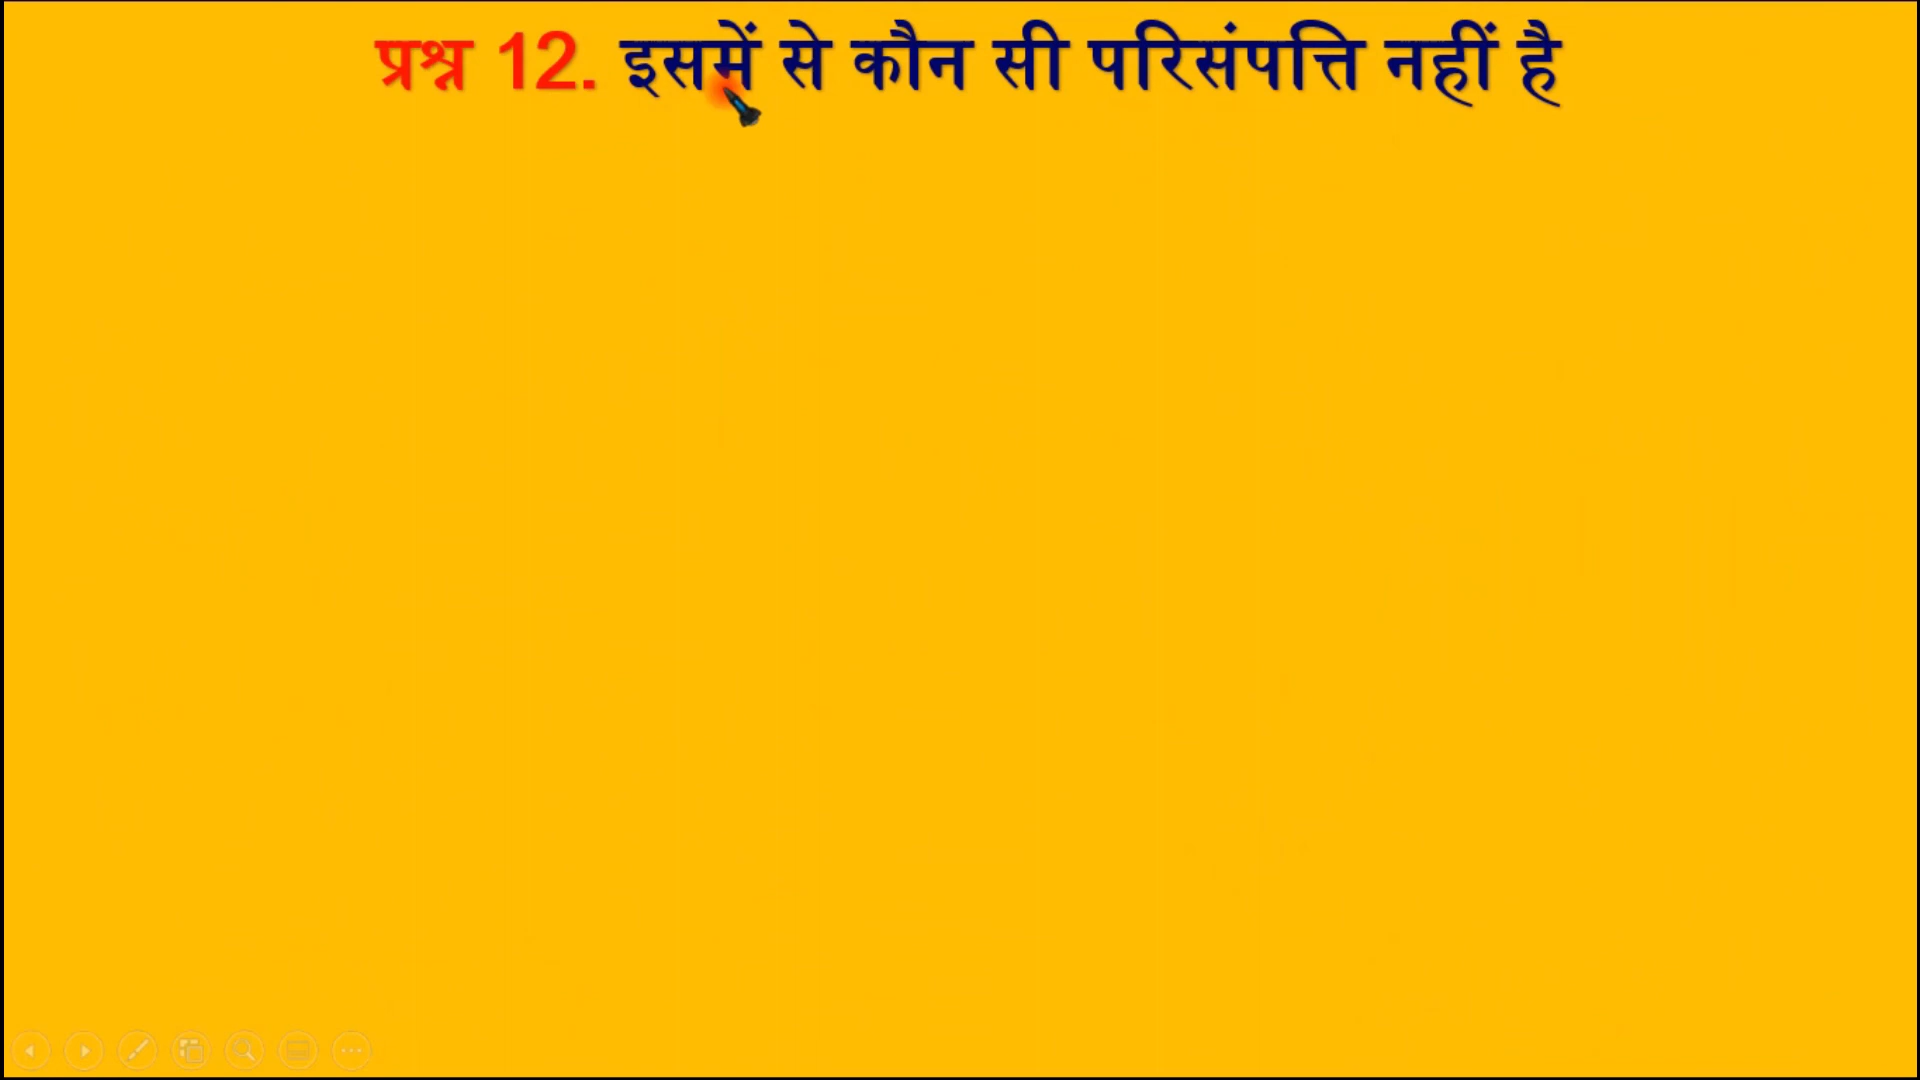 प्रश्न 12. इसमें से कौन सी परिसंपत्ति नहीं है